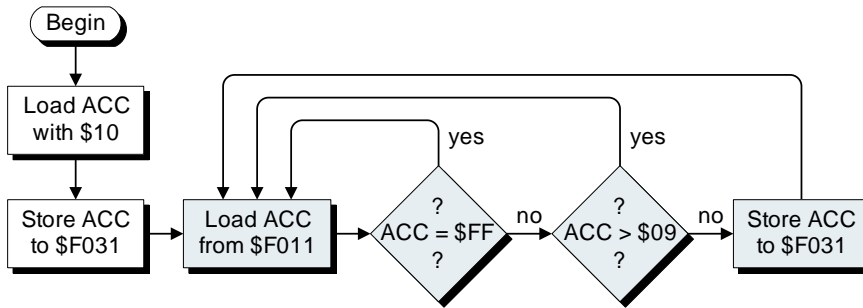 Begin
Load ACC
with $10
Store ACC
to $F031
Load ACC
from $F011
?
ACC = $FF
?
yes
no
?
ACC > $09
?
yes
no
Store ACC
to $F031